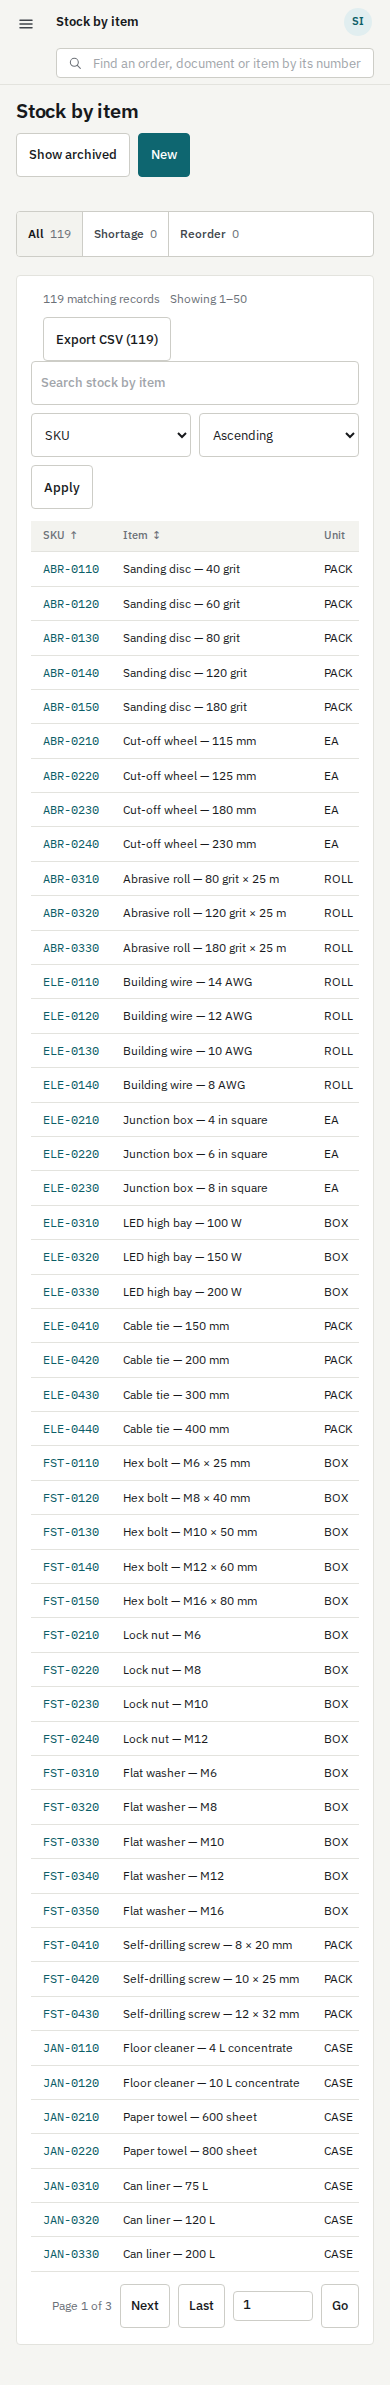 Stock by item
SI
Find an order, document or item by its number
Stock by item
Show archived New
All 119 Shortage 0 Reorder 0
119 matching records Showing 1–50
Export CSV (119)
Search stock by item
SKU Ascending
Apply
SKU ↑ Item ↕ Unit
ABR-0110 Sanding disc — 40 grit PACK
ABR-0120 Sanding disc — 60 grit PACK
ABR-0130 Sanding disc — 80 grit PACK
ABR-0140 Sanding disc — 120 grit PACK
ABR-0150 Sanding disc — 180 grit PACK
ABR-0210 Cut-off wheel — 115 mm EA
ABR-0220 Cut-off wheel — 125 mm EA
ABR-0230 Cut-off wheel — 180 mm EA
ABR-0240 Cut-off wheel — 230 mm EA
ABR-0310 Abrasive roll — 80 grit × 25 m ROLL
ABR-0320 Abrasive roll — 120 grit × 25 m ROLL
ABR-0330 Abrasive roll — 180 grit × 25 m ROLL
ELE-0110 Building wire — 14 AWG ROLL
ELE-0120 Building wire — 12 AWG ROLL
ELE-0130 Building wire — 10 AWG ROLL
ELE-0140 Building wire — 8 AWG ROLL
ELE-0210 Junction box — 4 in square EA
ELE-0220 Junction box — 6 in square EA
ELE-0230 Junction box — 8 in square EA
ELE-0310 LED high bay — 100 W BOX
ELE-0320 LED high bay — 150 W BOX
ELE-0330 LED high bay — 200 W BOX
ELE-0410 Cable tie — 150 mm PACK
ELE-0420 Cable tie — 200 mm PACK
ELE-0430 Cable tie — 300 mm PACK
ELE-0440 Cable tie — 400 mm PACK
FST-0110 Hex bolt — M6 × 25 mm BOX
FST-0120 Hex bolt — M8 × 40 mm BOX
FST-0130 Hex bolt — M10 × 50 mm BOX
FST-0140 Hex bolt — M12 × 60 mm BOX
FST-0150 Hex bolt — M16 × 80 mm BOX
FST-0210 Lock nut — M6 BOX
FST-0220 Lock nut — M8 BOX
FST-0230 Lock nut — M10 BOX
FST-0240 Lock nut — M12 BOX
FST-0310 Flat washer — M6 BOX
FST-0320 Flat washer — M8 BOX
FST-0330 Flat washer — M10 BOX
FST-0340 Flat washer — M12 BOX
FST-0350 Flat washer — M16 BOX
FST-0410 Self-drilling screw — 8 × 20 mm PACK
FST-0420 Self-drilling screw — 10 × 25 mm PACK
FST-0430 Self-drilling screw — 12 × 32 mm PACK
JAN-0110 Floor cleaner — 4 L concentrate CASE
JAN-0120 Floor cleaner — 10 L concentrate CASE
JAN-0210 Paper towel — 600 sheet CASE
JAN-0220 Paper towel — 800 sheet CASE
JAN-0310 Can liner — 75 L CASE
JAN-0320 Can liner — 120 L CASE
JAN-0330 Can liner — 200 L CASE
Page 1 of 3 Next Last 1 Go